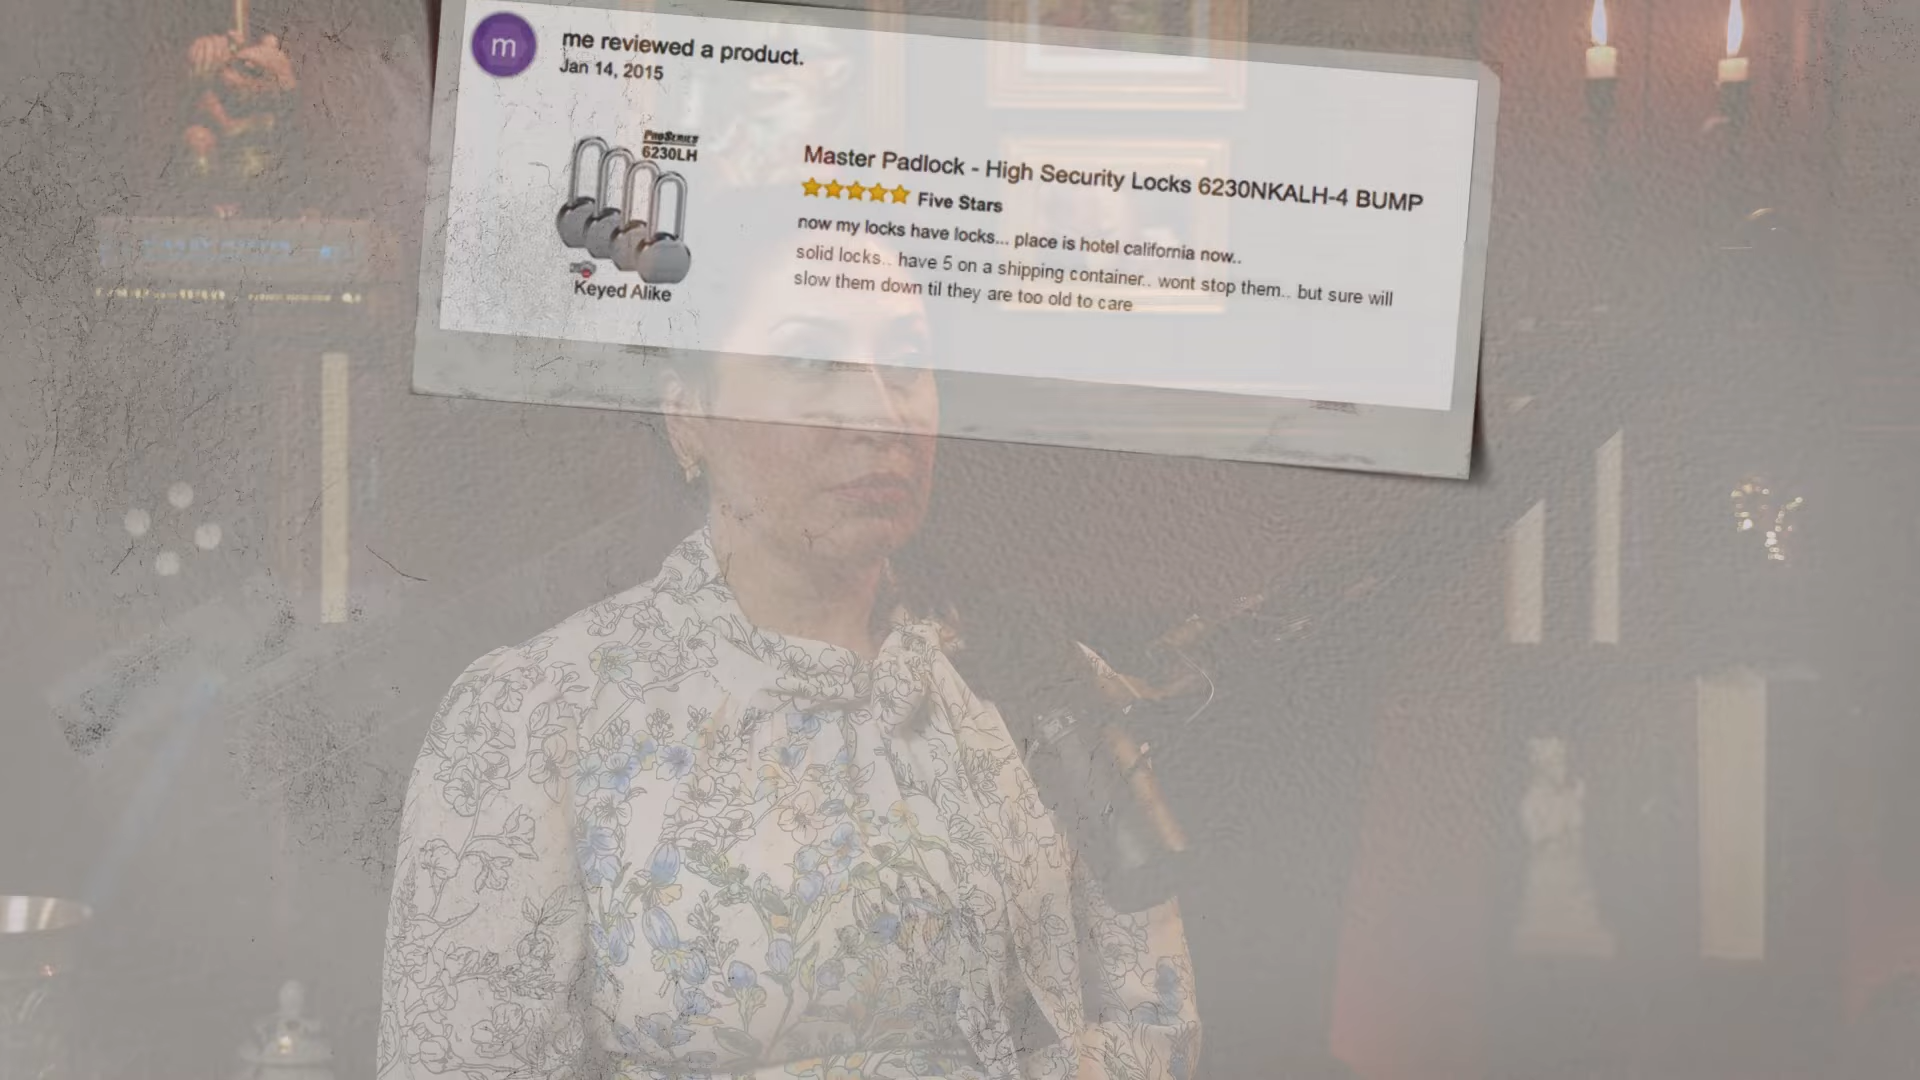 m
me reviewed a product.
Jan 14, 2015
PROSERIES
6230LH
Keyed Alike
Master Padlock - High Security Locks 6230NKALH-4 BUMP
Five Stars
now my locks have locks... place is hotel california now..
solid locks.. have 5 on a shipping container.. wont stop them.. but sure will
slow them down til they are too old to care